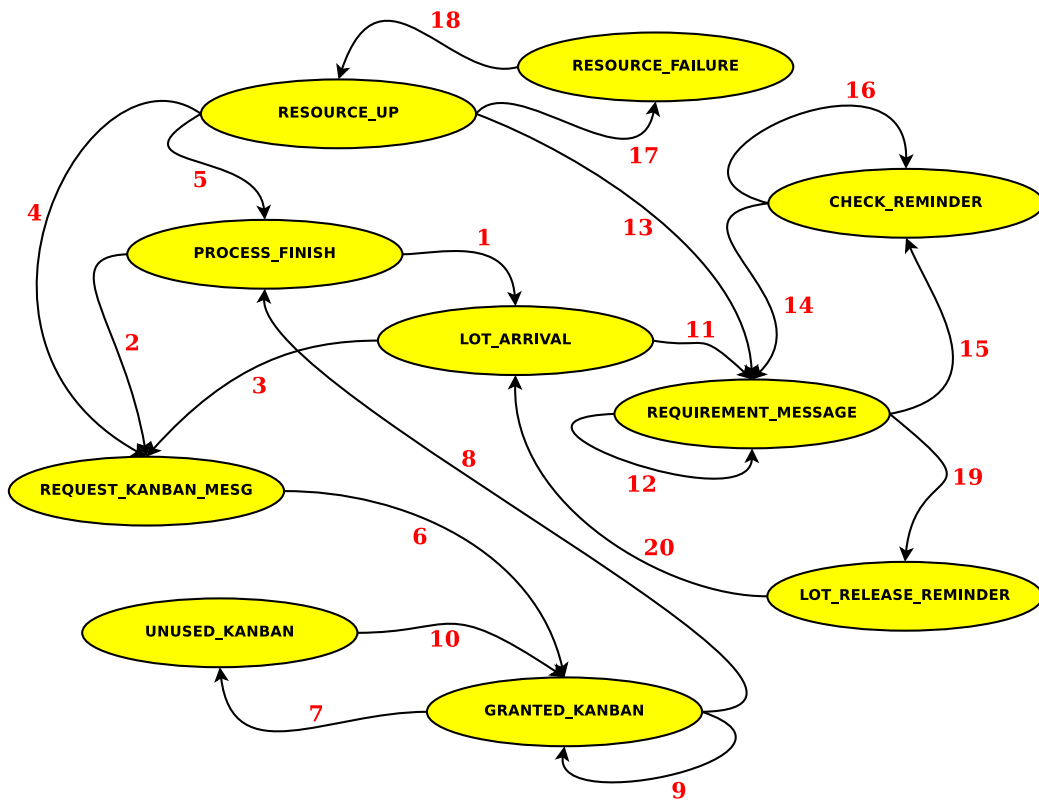 18
RESOURCE_FAILURE
RESOURCE_UP
16
17
5
4
CHECK_REMINDER
13
1
PROCESS_FINISH
14
11
2
LOT_ARRIVAL
15
3
REQUIREMENT_MESSAGE
8
12
19
REQUEST_KANBAN_MESG
6
20
LOT_RELEASE_REMINDER
UNUSED_KANBAN
10
7
GRANTED_KANBAN
9